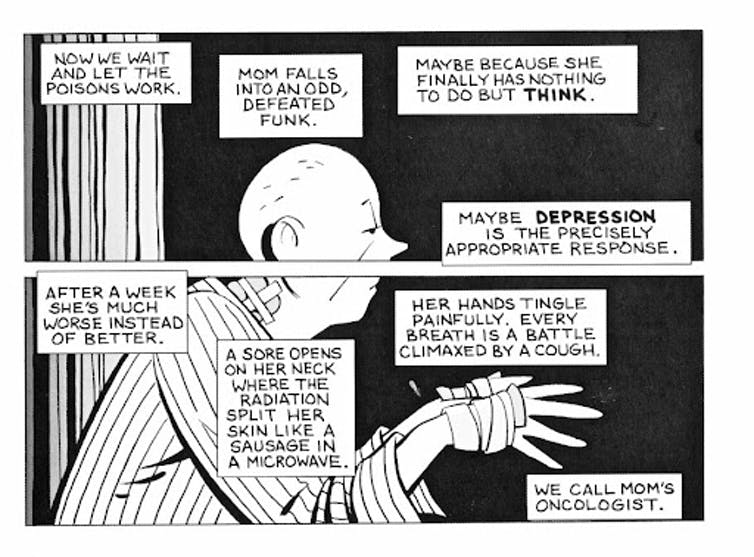 NOW WE WAIT
AND LET THE
POISONS WORK.
MOM FALLS
INTO AN ODD,
DEFEATED
FUNK.
MAYBE BECAUSE SHE
FINALLY HAS NOTHING
TO DO BUT THINK.
MAYBE DEPRESSION
IS THE PRECISELY
APPROPRIATE RESPONSE.
AFTER A WEEK
SHE'S MUCH
WORSE INSTEAD
OF BETTER.
A SORE OPENS
ON HER NECK
WHERE THE
RADIATION
SPLIT HER
SKIN LIKE A
SAUSAGE IN
A MICROWAVE.
HER HANDS TINGLE
PAINFULLY. EVERY
BREATH IS A BATTLE
CLIMAXED BY A COUGH.
WE CALL MOM'S
ONCOLOGIST.